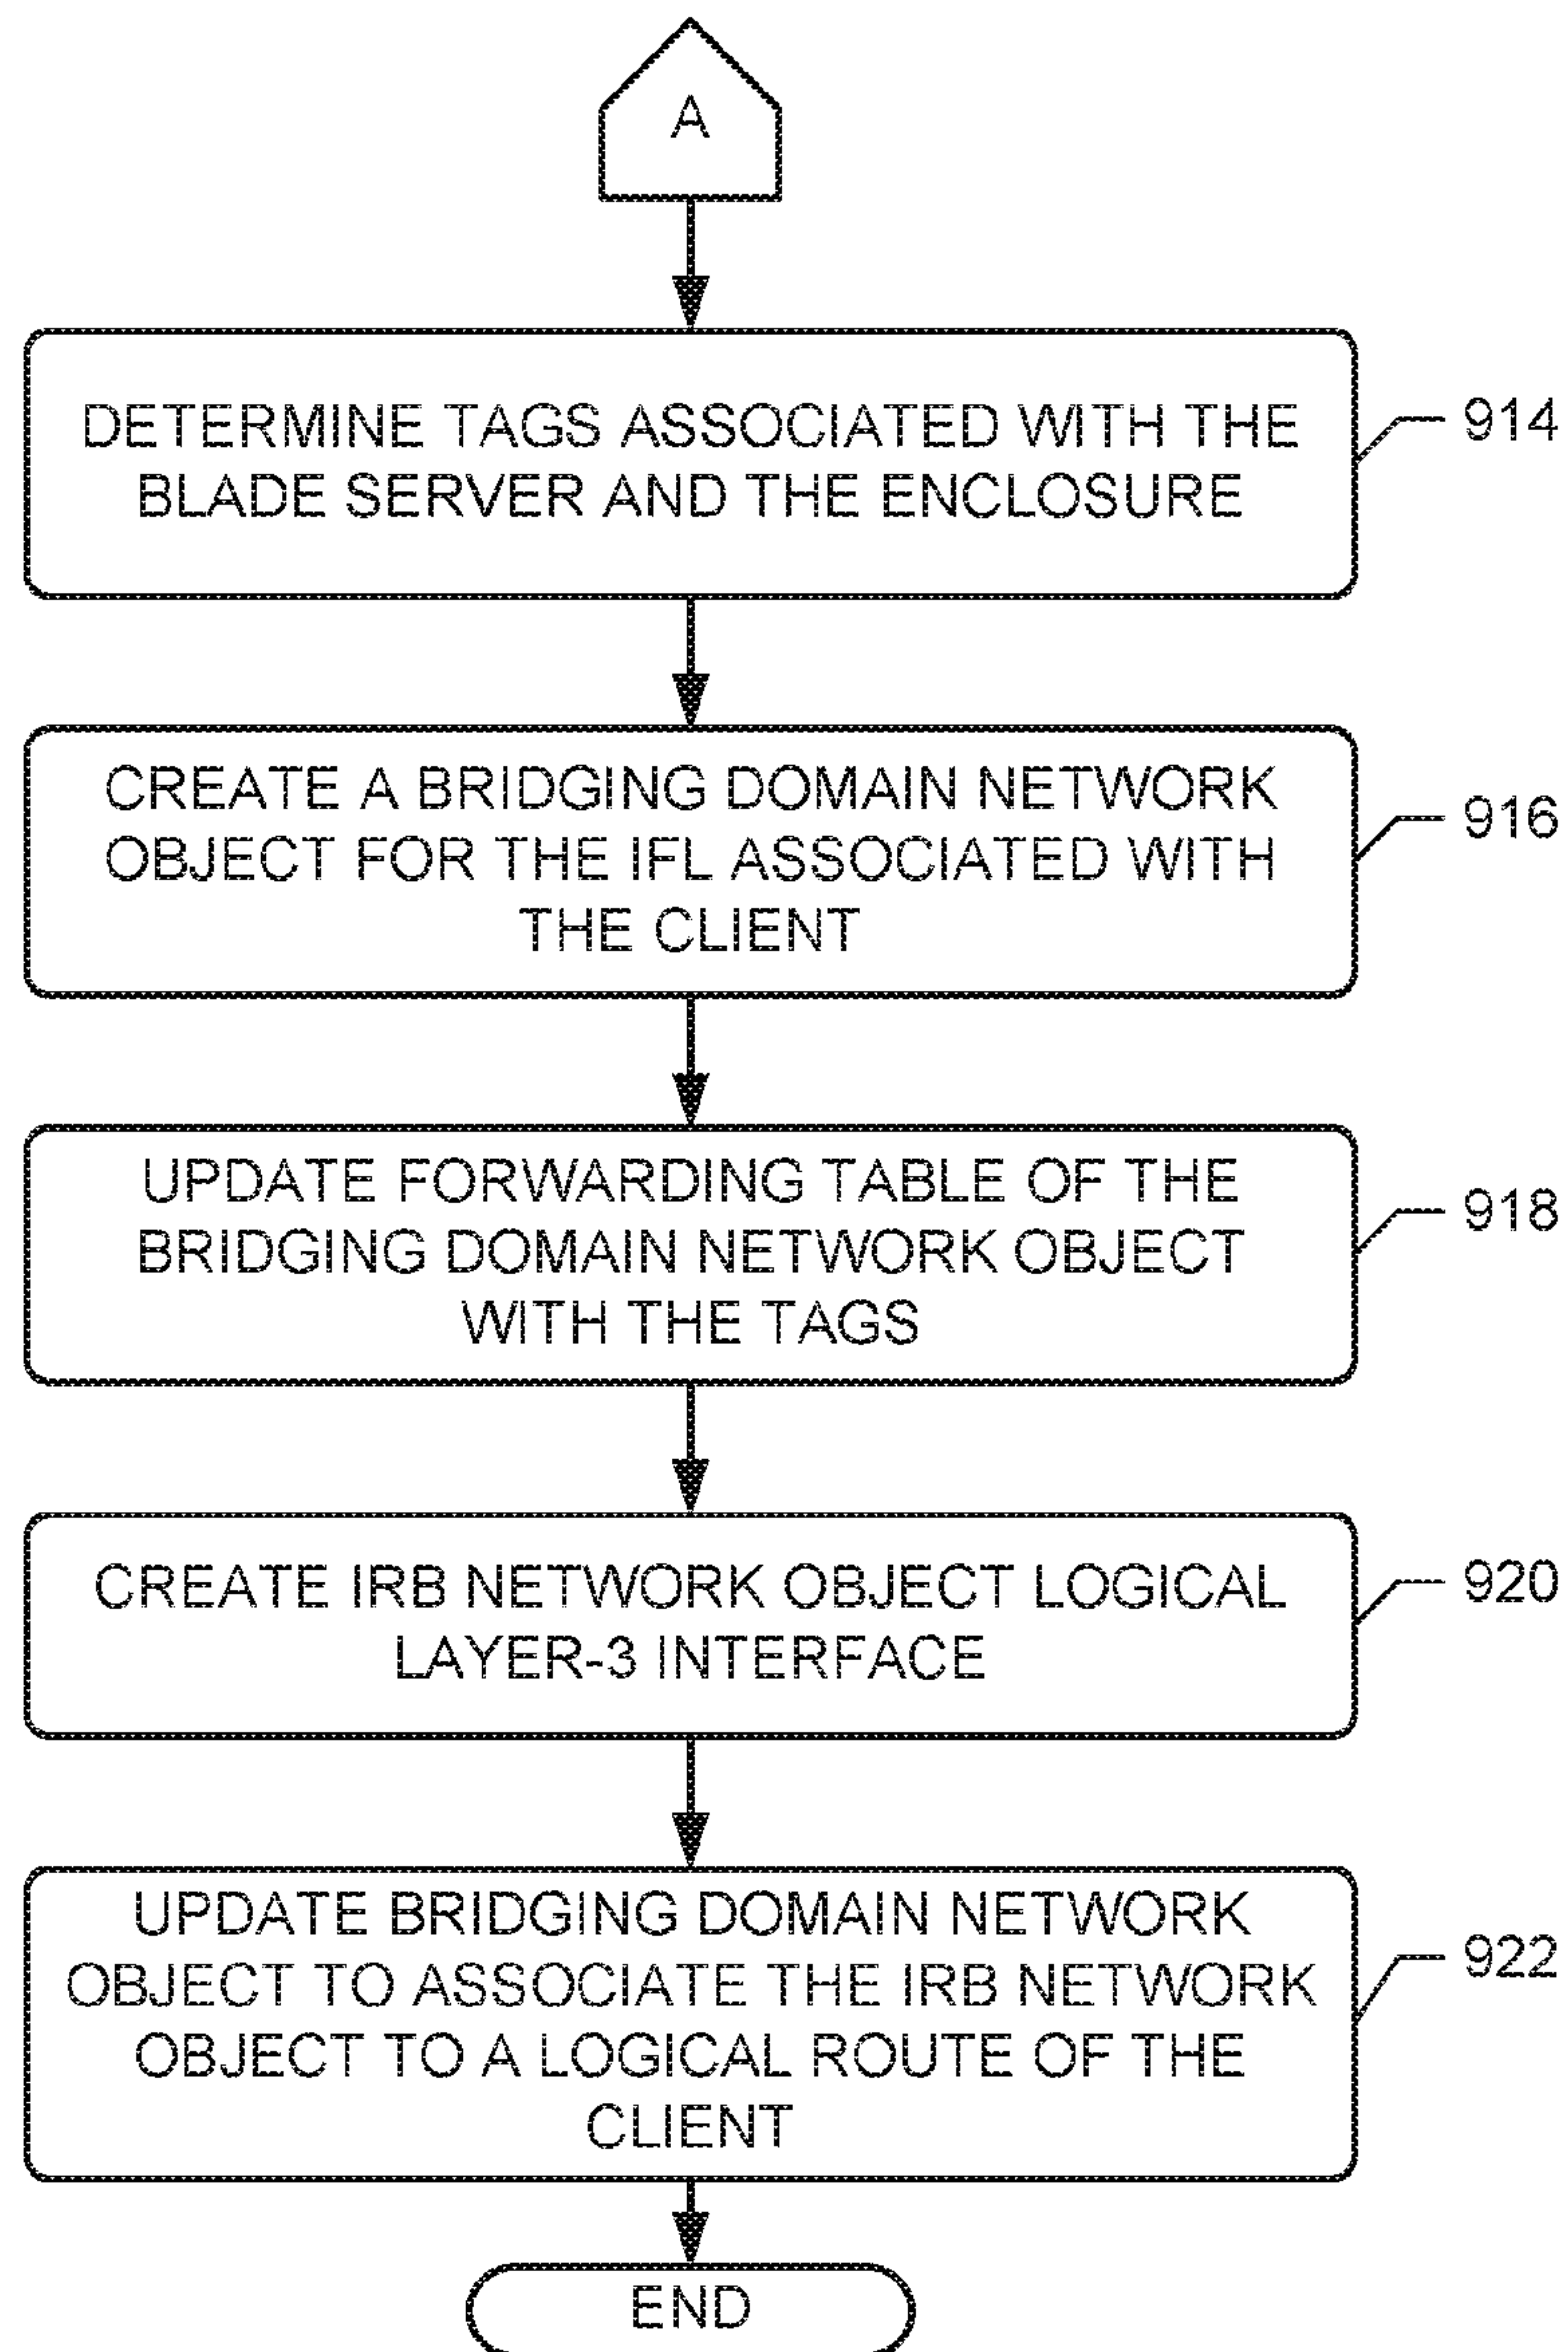 A
DETERMINE TAGS ASSOCIATED WITH THE
BLADE SERVER AND THE ENCLOSURE
914
CREATE A BRIDGING DOMAIN NETWORK
OBJECT FOR THE IFL ASSOCIATED WITH
THE CLIENT
916
UPDATE FORWARDING TABLE OF THE
BRIDGING DOMAIN NETWORK OBJECT
WITH THE TAGS
918
CREATE IRB NETWORK OBJECT LOGICAL
LAYER-3 INTERFACE
920
UPDATE BRIDGING DOMAIN NETWORK
OBJECT TO ASSOCIATE THE IRB NETWORK
OBJECT TO A LOGICAL ROUTE OF THE
CLIENT
922
END